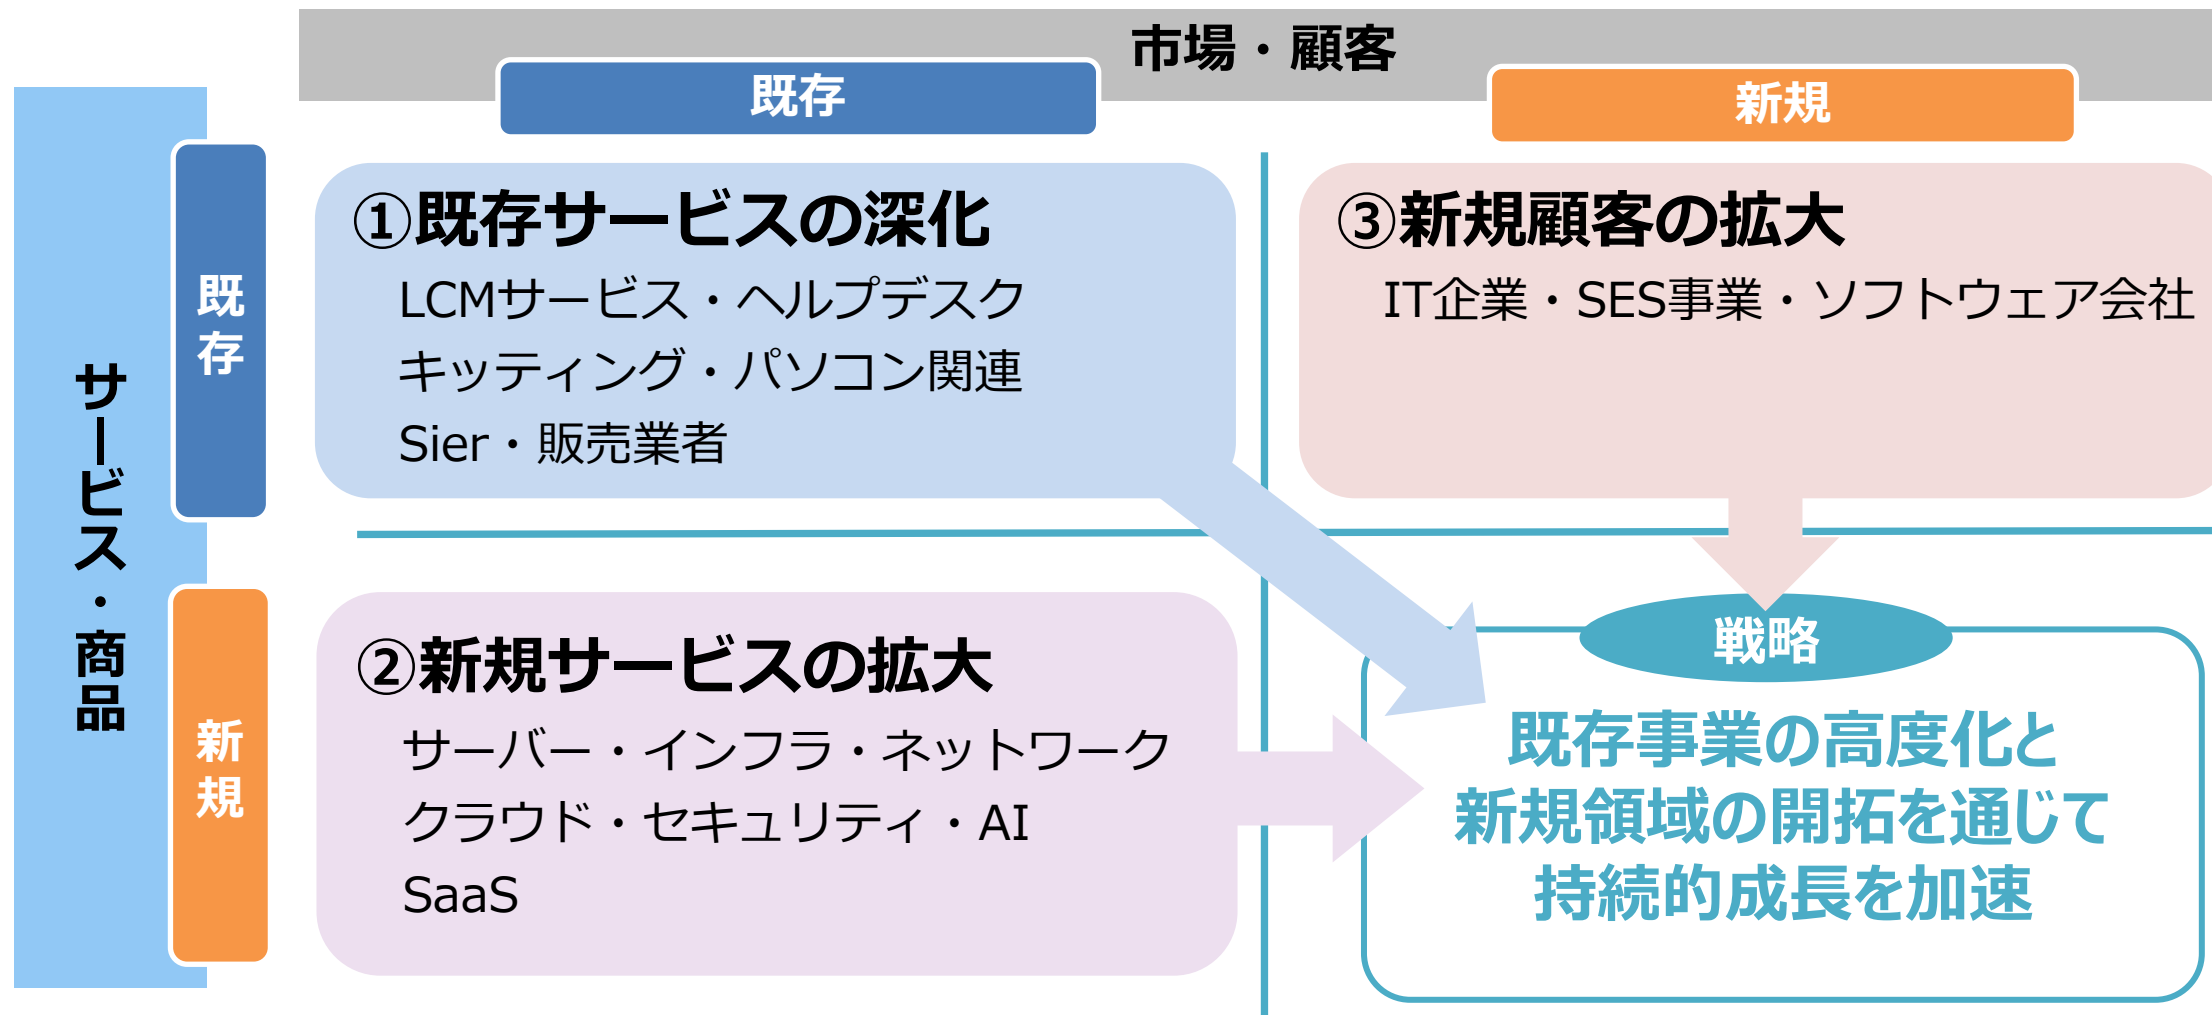 市場・顧客
既存
新規
サービス・商品
既存
新規
①既存サービスの深化
LCMサービス・ヘルプデスク
キッティング・パソコン関連
Sier・販売業者
③新規顧客の拡大
IT企業・SES事業・ソフトウェア会社
②新規サービスの拡大
サーバー・インフラ・ネットワーク
クラウド・セキュリティ・AI
SaaS
戦略
既存事業の高度化と
新規領域の開拓を通じて
持続的成長を加速